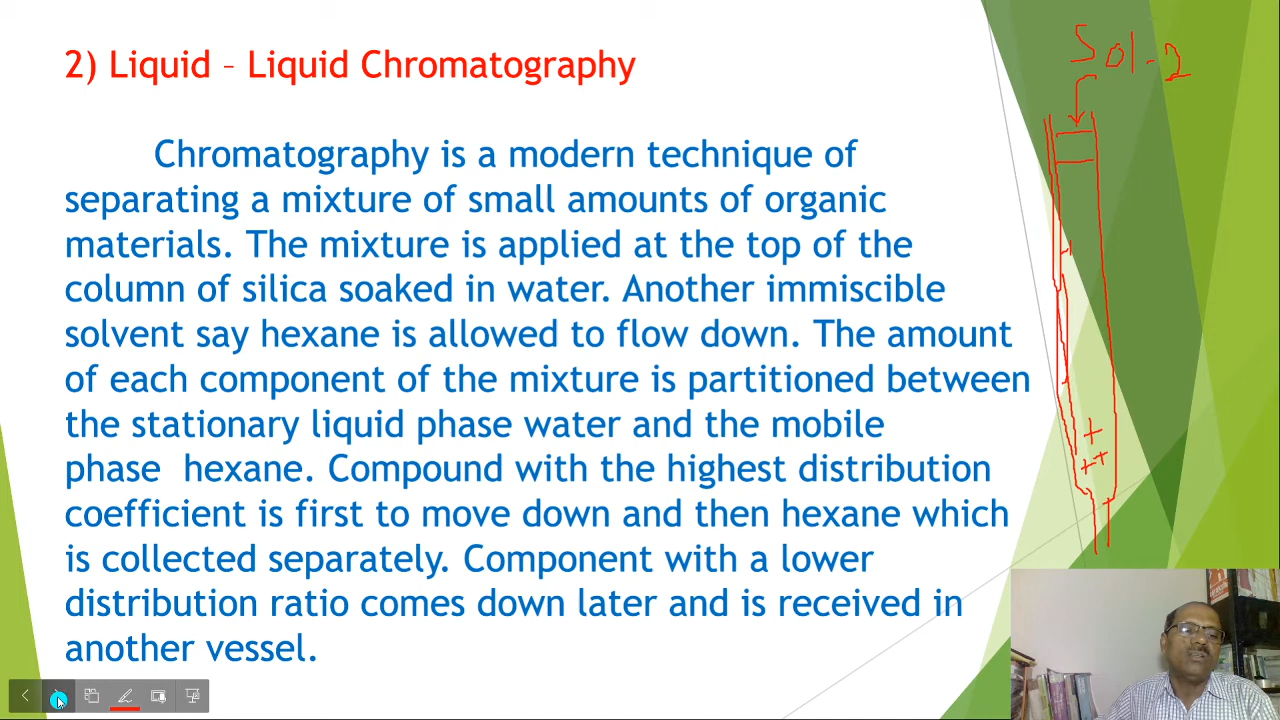 2) Liquid – Liquid Chromatography
Sol-2
Chromatography is a modern technique of
separating a mixture of small amounts of organic
materials. The mixture is applied at the top of the
column of silica soaked in water. Another immiscible
solvent say hexane is allowed to flow down. The amount
of each component of the mixture is partitioned between
the stationary liquid phase water and the mobile
phase hexane. Compound with the highest distribution
coefficient is first to move down and then hexane which
is collected separately. Component with a lower
distribution ratio comes down later and is received in
another vessel.